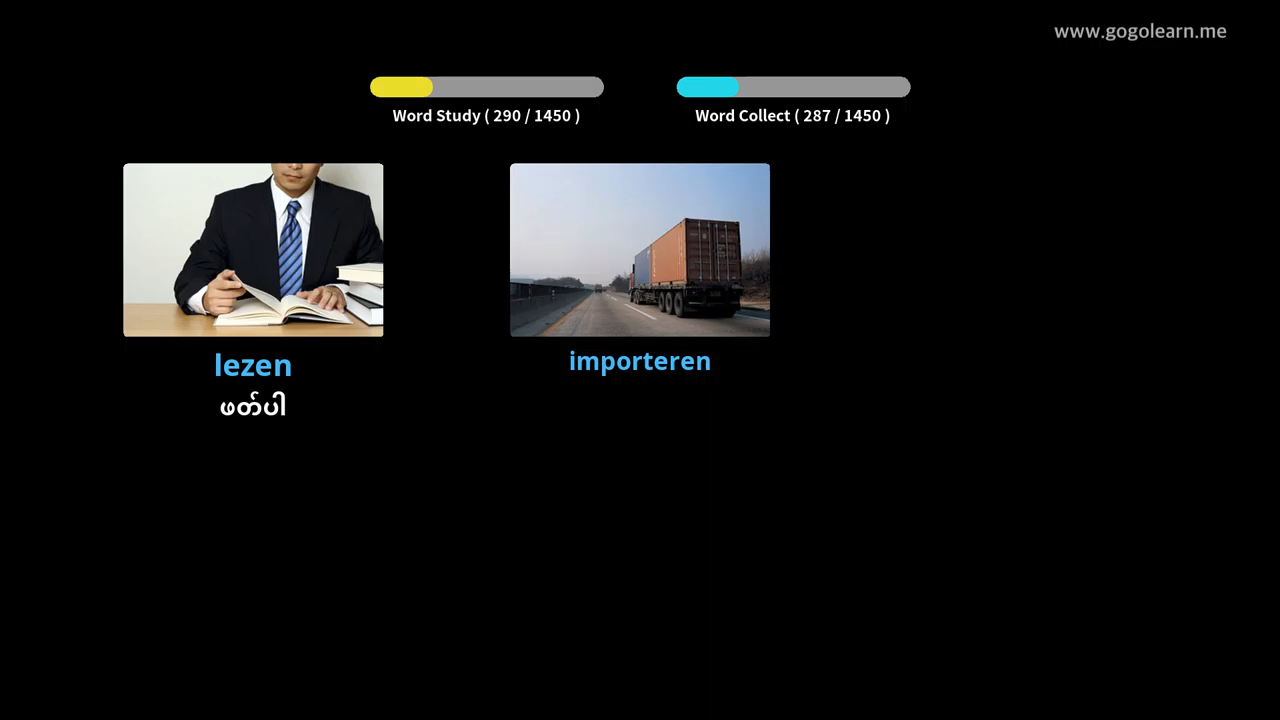 www.gogolearn.me
Word Study ( 290 / 1450 )
Word Collect ( 287 / 1450 )
lezen
ဖတ်ပါ
importeren